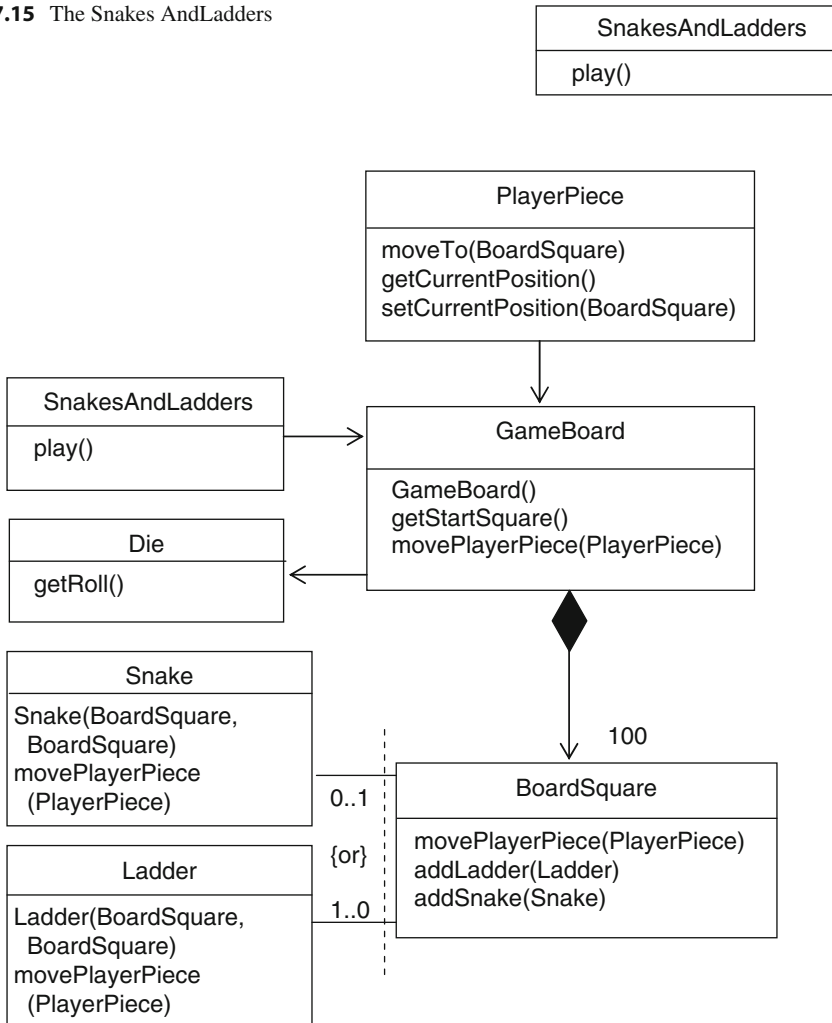 7.15 The Snakes AndLadders
SnakesAndLadders
play()
PlayerPiece
moveTo(BoardSquare)
getCurrentPosition()
setCurrentPosition(BoardSquare)
SnakesAndLadders
play()
GameBoard
GameBoard()
getStartSquare()
movePlayerPiece(PlayerPiece)
Die
getRoll()
Snake
Snake(BoardSquare,
BoardSquare)
movePlayerPiece
(PlayerPiece)
100
BoardSquare
movePlayerPiece(PlayerPiece)
addLadder(Ladder)
addSnake(Snake)
0..1
{or}
1..0
Ladder
Ladder(BoardSquare,
BoardSquare)
movePlayerPiece
(PlayerPiece)